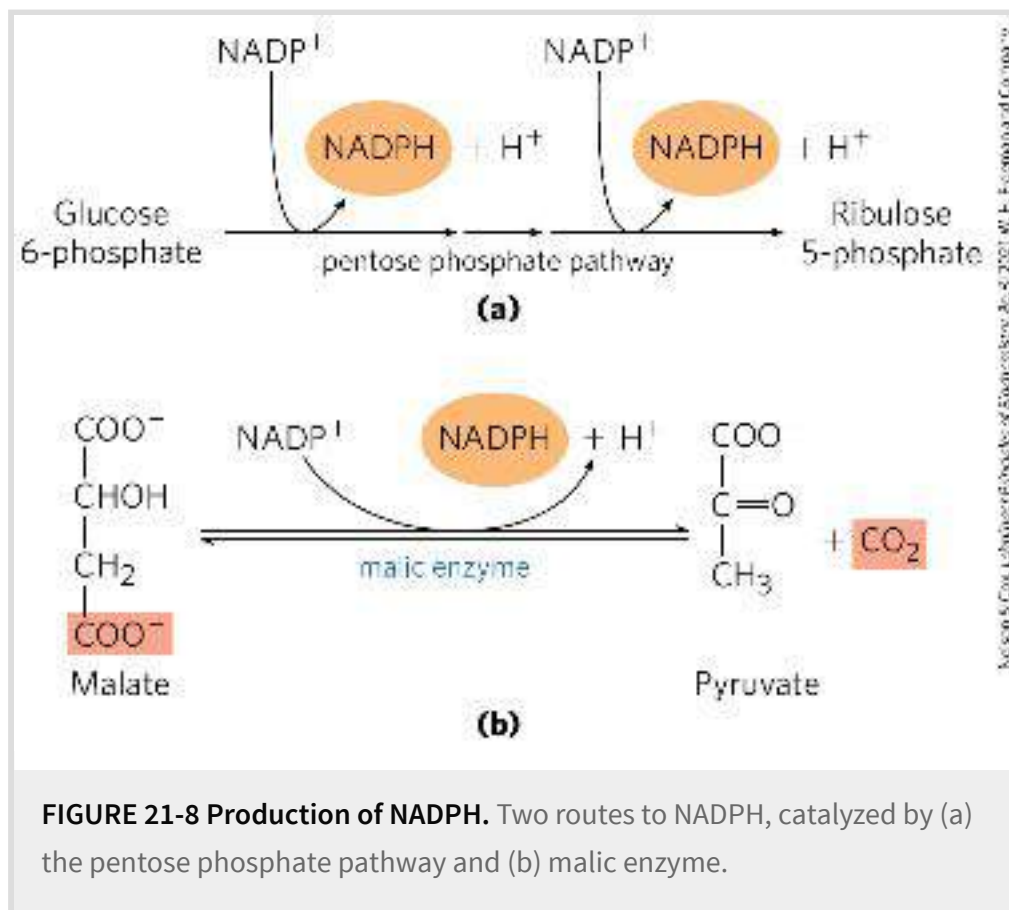 NADP+ NADP+
NADPH + H+ NADPH + H+
Glucose
6-phosphate
pentose phosphate pathway
Ribulose
5-phosphate
(a)
COO−
CHOH
CH2
COO−
Malate
NADP+ NADPH + H+
malic enzyme
COO
C=O
CH3
+ CO2
Pyruvate
(b)
FIGURE 21-8 Production of NADPH. Two routes to NADPH, catalyzed by (a)
the pentose phosphate pathway and (b) malic enzyme.